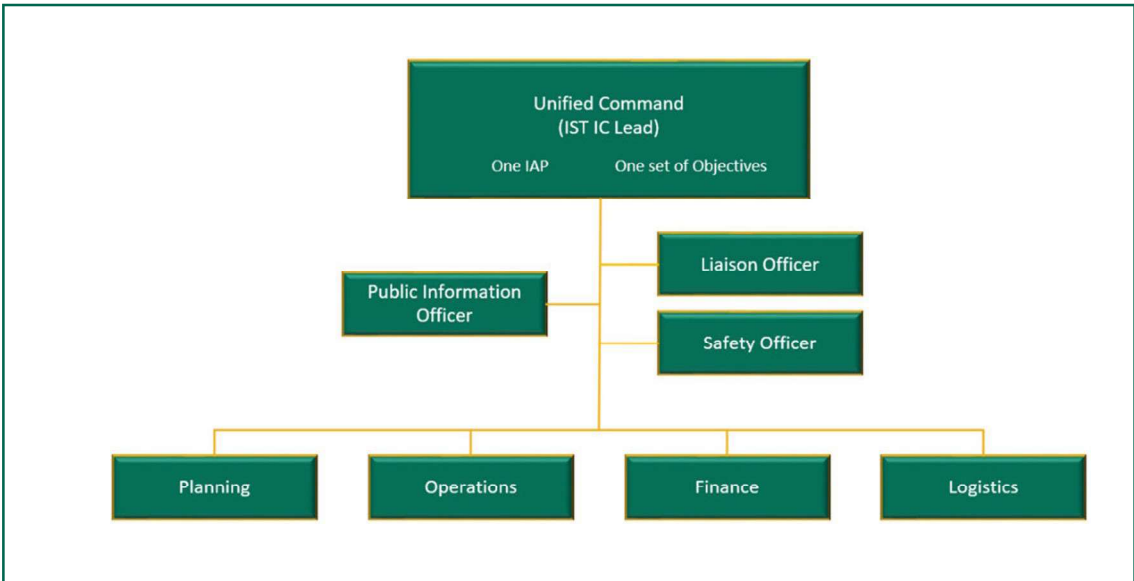 Unified Command
(IST IC Lead)
One IAP One set of Objectives
Liaison Officer
Public Information
Officer
Safety Officer
Planning
Operations
Finance
Logistics